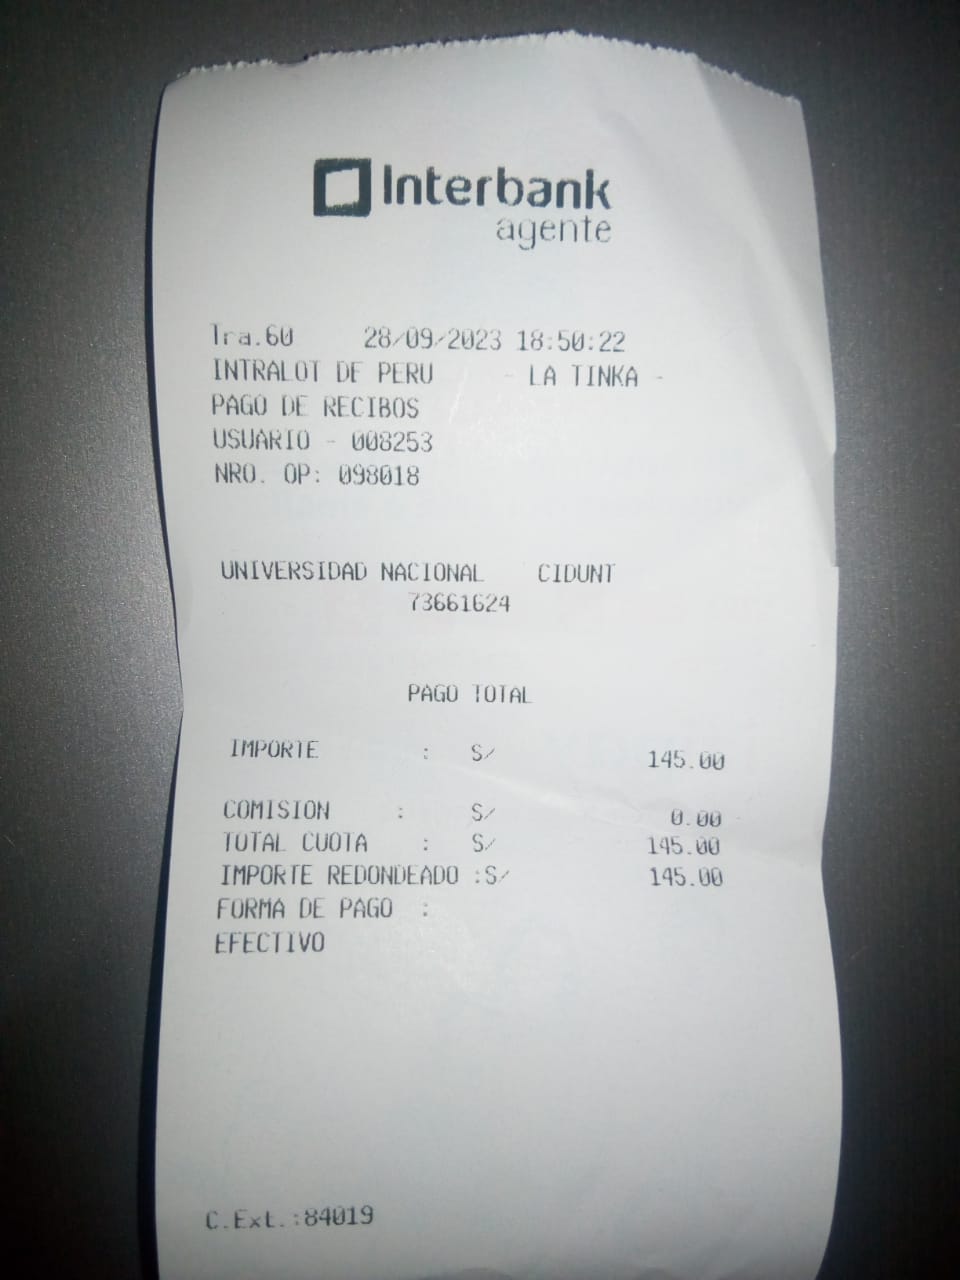 Interbank
agente
Tra.60 28/09/2023 18:50:22
INTRALOT DE PERU - LA TINKA -
PAGO DE RECIBOS
USUARIO - 008253
NRO. OP: 098018
UNIVERSIDAD NACIONAL CIDUNT
73661624
PAGO TOTAL
IMPORTE : S/ 145.00
COMISION : S/ 0.00
TOTAL CUOTA : S/ 145.00
IMPORTE REDONDEADO :S/ 145.00
FORMA DE PAGO :
EFECTIVO
C.Ext.:84019